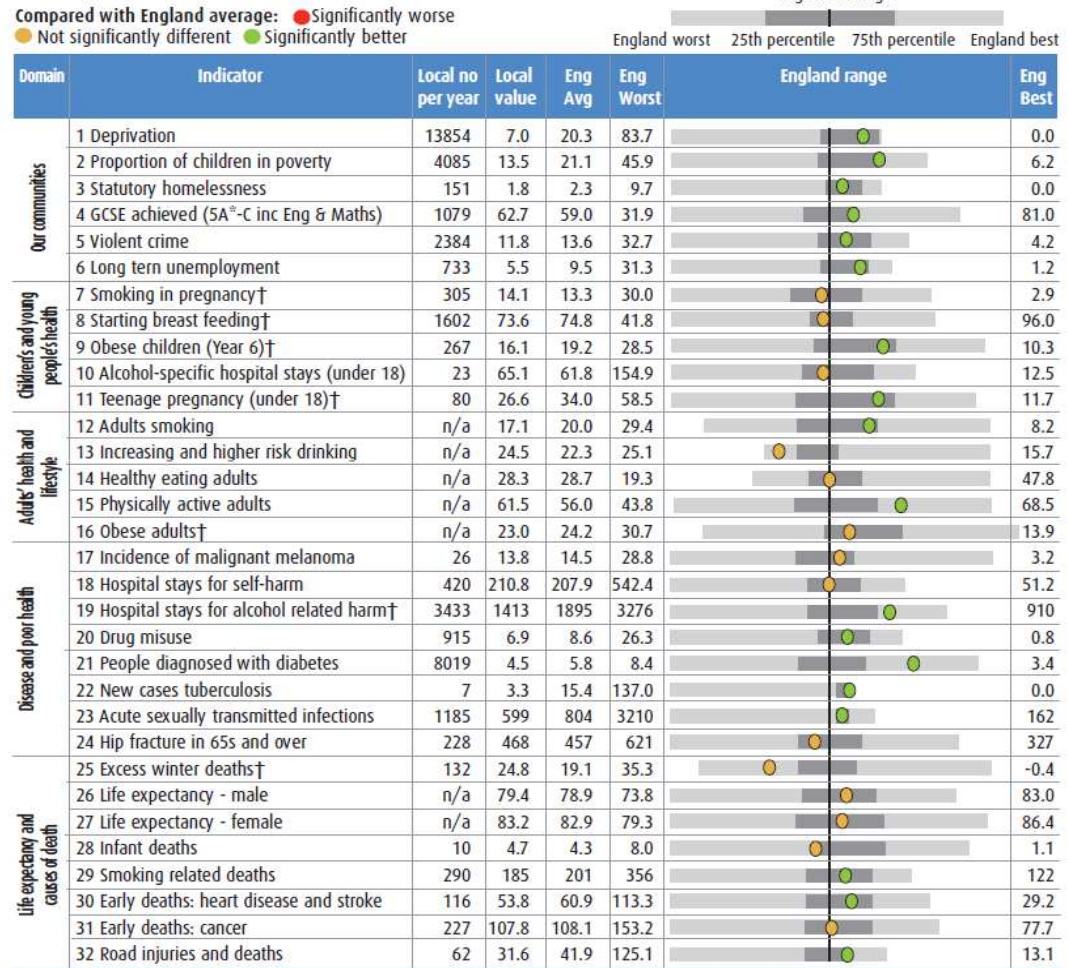 Compared with England average: Significantly worse
Not significantly different Significantly better
England worst 25th percentile 75th percentile England best
Domain Indicator Local no per year Local value Eng Avg Eng Worst England range Eng Best
Our communities
1 Deprivation 13854 7.0 20.3 83.7 0.0
2 Proportion of children in poverty 4085 13.5 21.1 45.9 6.2
3 Statutory homelessness 151 1.8 2.3 9.7 0.0
4 GCSE achieved (5A*-C inc Eng & Maths) 1079 62.7 59.0 31.9 81.0
5 Violent crime 2384 11.8 13.6 32.7 4.2
6 Long tern unemployment 733 5.5 9.5 31.3 1.2
Children's and young people's health
7 Smoking in pregnancy† 305 14.1 13.3 30.0 2.9
8 Starting breast feeding† 1602 73.6 74.8 41.8 96.0
9 Obese children (Year 6)† 267 16.1 19.2 28.5 10.3
10 Alcohol-specific hospital stays (under 18) 23 65.1 61.8 154.9 12.5
11 Teenage pregnancy (under 18)† 80 26.6 34.0 58.5 11.7
Adults' health and lifestyle
12 Adults smoking n/a 17.1 20.0 29.4 8.2
13 Increasing and higher risk drinking n/a 24.5 22.3 25.1 15.7
14 Healthy eating adults n/a 28.3 28.7 19.3 47.8
15 Physically active adults n/a 61.5 56.0 43.8 68.5
16 Obese adults† n/a 23.0 24.2 30.7 13.9
Disease and poor health
17 Incidence of malignant melanoma 26 13.8 14.5 28.8 3.2
18 Hospital stays for self-harm 420 210.8 207.9 542.4 51.2
19 Hospital stays for alcohol related harm† 3433 1413 1895 3276 910
20 Drug misuse 915 6.9 8.6 26.3 0.8
21 People diagnosed with diabetes 8019 4.5 5.8 8.4 3.4
22 New cases tuberculosis 7 3.3 15.4 137.0 0.0
23 Acute sexually transmitted infections 1185 599 804 3210 162
24 Hip fracture in 65s and over 228 468 457 621 327
Life expectancy and causes of death
25 Excess winter deaths† 132 24.8 19.1 35.3 -0.4
26 Life expectancy - male n/a 79.4 78.9 73.8 83.0
27 Life expectancy - female n/a 83.2 82.9 79.3 86.4
28 Infant deaths 10 4.7 4.3 8.0 1.1
29 Smoking related deaths 290 185 201 356 122
30 Early deaths: heart disease and stroke 116 53.8 60.9 113.3 29.2
31 Early deaths: cancer 227 107.8 108.1 153.2 77.7
32 Road injuries and deaths 62 31.6 41.9 125.1 13.1